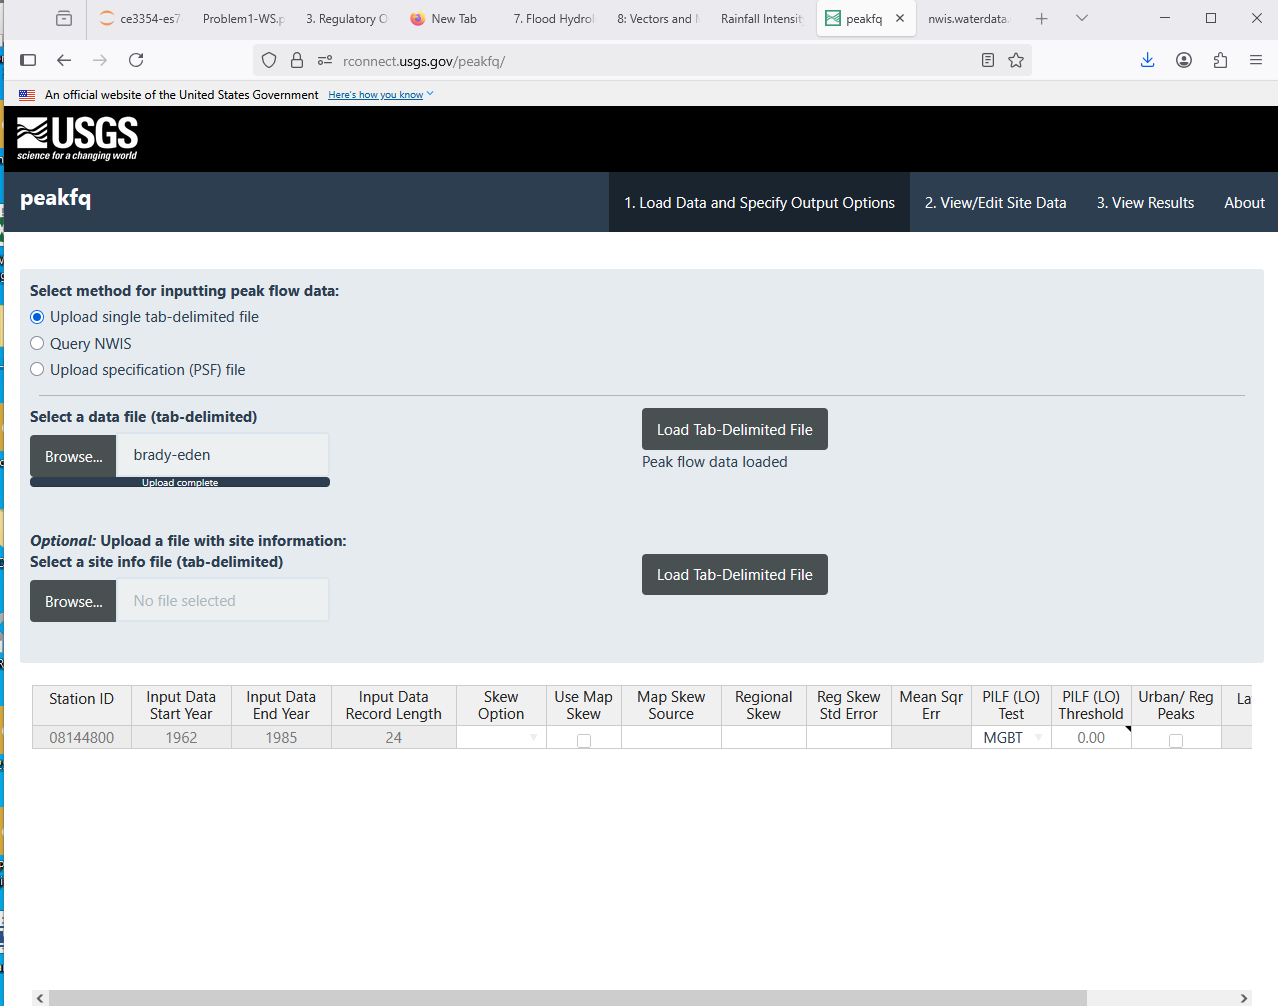 ce3354-es7 Problem1-WS.p 3. Regulatory O New Tab 7. Flood Hydrol 8: Vectors and M Rainfall Intensit peakfq nwis.waterdata.
rconnect.usgs.gov/peakfq/
An official website of the United States Government Here's how you know
USGS
science for a changing world
peakfq
1. Load Data and Specify Output Options 2. View/Edit Site Data 3. View Results About
Select method for inputting peak flow data:
Upload single tab-delimited file
Query NWIS
Upload specification (PSF) file
Select a data file (tab-delimited)
Load Tab-Delimited File
Browse... brady-eden
Peak flow data loaded
Upload complete
Optional: Upload a file with site information:
Select a site info file (tab-delimited)
Load Tab-Delimited File
Browse... No file selected
Station ID Input Data Start Year Input Data End Year Input Data Record Length Skew Option Use Map Skew Map Skew Source Regional Skew Reg Skew Std Error Mean Sqr Err PILF (LO) Test PILF (LO) Threshold Urban/ Reg Peaks La
08144800 1962 1985 24 MGBT 0.00